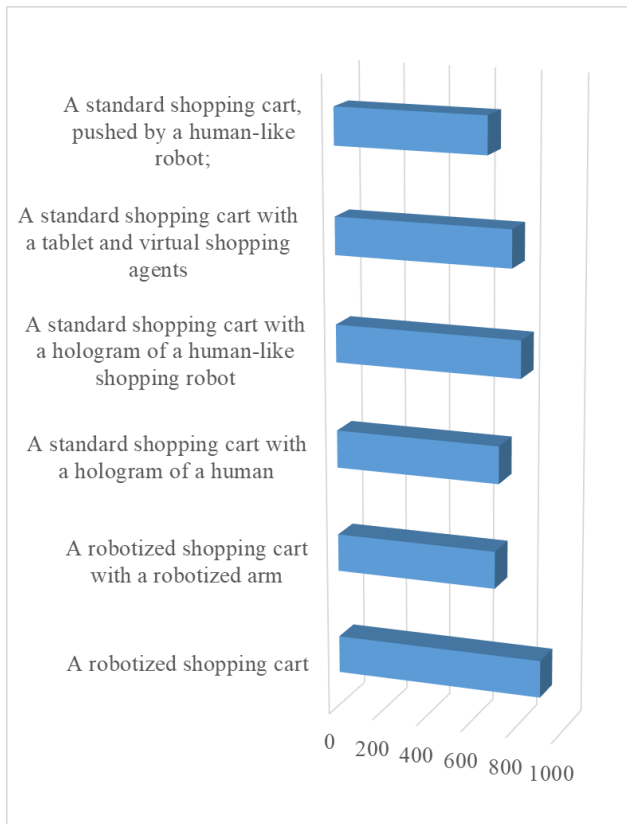 A standard shopping cart,
pushed by a human-like
robot;
A standard shopping cart with
a tablet and virtual shopping
agents
A standard shopping cart with
a hologram of a human-like
shopping robot
A standard shopping cart with
a hologram of a human
A robotized shopping cart
with a robotized arm
A robotized shopping cart
0
200
400
600
800
1000